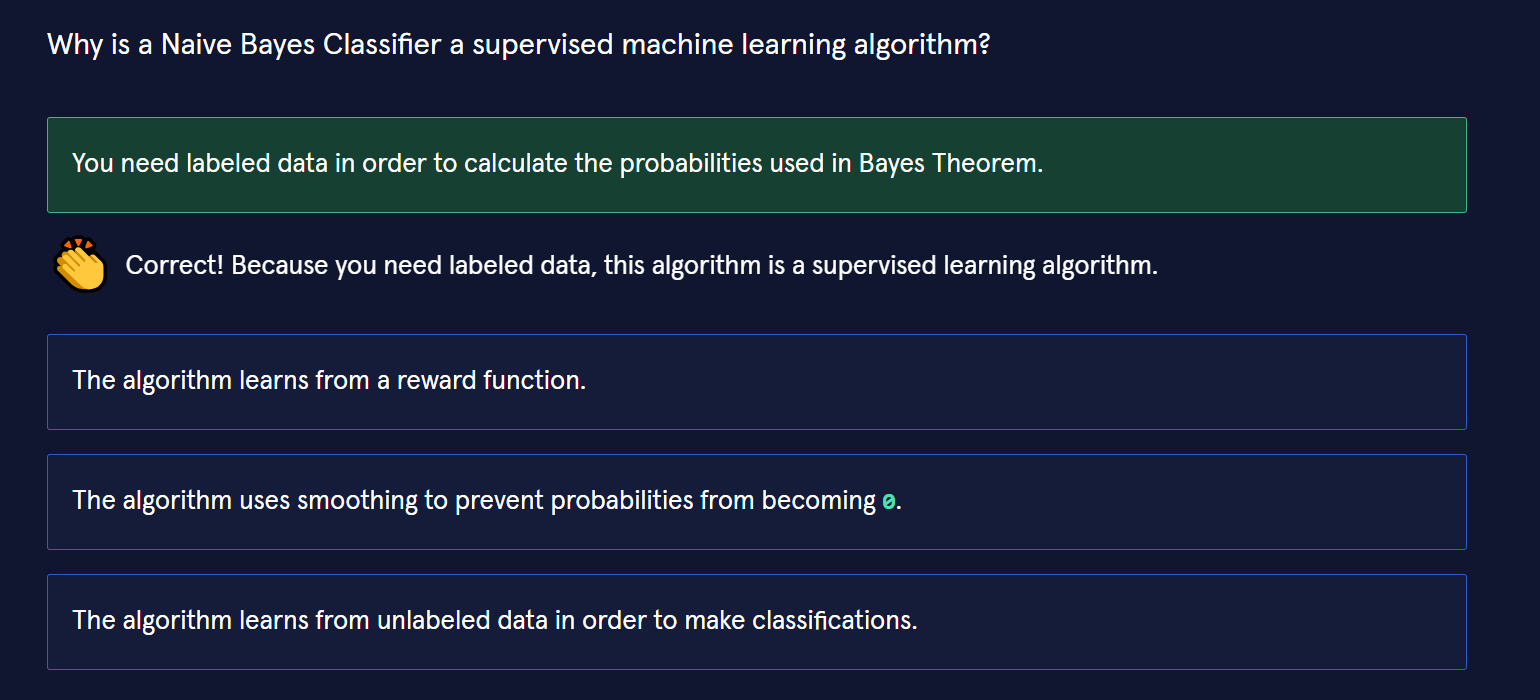 Why is a Naive Bayes Classifier a supervised machine learning algorithm?
You need labeled data in order to calculate the probabilities used in Bayes Theorem.
Correct! Because you need labeled data, this algorithm is a supervised learning algorithm.
The algorithm learns from a reward function.
The algorithm uses smoothing to prevent probabilities from becoming 0.
The algorithm learns from unlabeled data in order to make classifications.